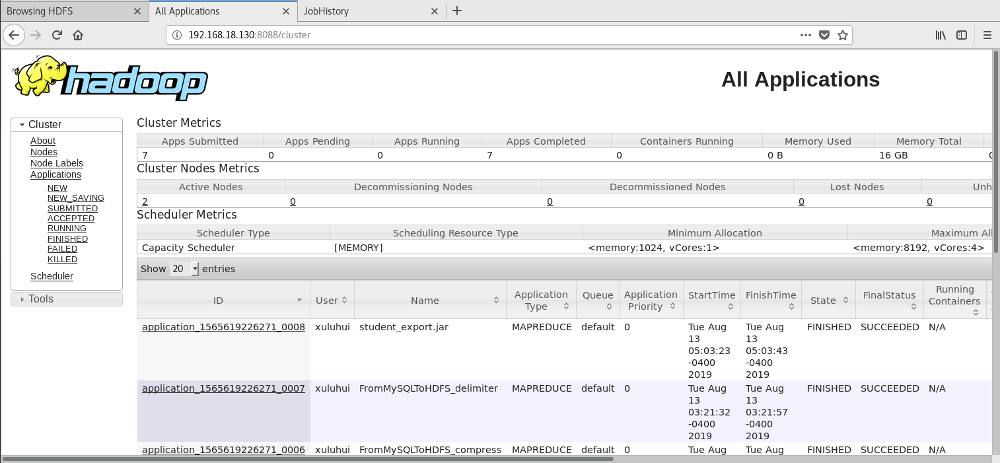 Browsing HDFS All Applications JobHistory
192.168.18.130:8088/cluster
hadoop
All Applications
Cluster
About
Nodes
Node Labels
Applications
NEW
NEW_SAVING
SUBMITTED
ACCEPTED
RUNNING
FINISHED
FAILED
KILLED
Scheduler
Tools
Cluster Metrics
Apps Submitted Apps Pending Apps Running Apps Completed Containers Running Memory Used Memory Total
7 0 0 7 0 0 B 16 GB
Cluster Nodes Metrics
Active Nodes Decommissioning Nodes Decommissioned Nodes Lost Nodes Unh
2 0 0 0 0
Scheduler Metrics
Scheduler Type Scheduling Resource Type Minimum Allocation Maximum All
Capacity Scheduler [MEMORY] <memory:1024, vCores:1> <memory:8192, vCores:4>
Show 20 entries
ID User Name Application Type Queue Application Priority StartTime FinishTime State FinalStatus Running Containers
application_1565619226271_0008 xuluhui student_export.jar MAPREDUCE default 0 Tue Aug 13 05:03:23 -0400 2019 Tue Aug 13 05:03:43 -0400 2019 FINISHED SUCCEEDED N/A
application_1565619226271_0007 xuluhui FromMySQLToHDFS_delimiter MAPREDUCE default 0 Tue Aug 13 03:21:32 -0400 2019 Tue Aug 13 03:21:57 -0400 2019 FINISHED SUCCEEDED N/A
application_1565619226271_0006 xuluhui FromMySQLToHDFS_compress MAPREDUCE default 0 Tue Aug Tue Aug FINISHED SUCCEEDED N/A